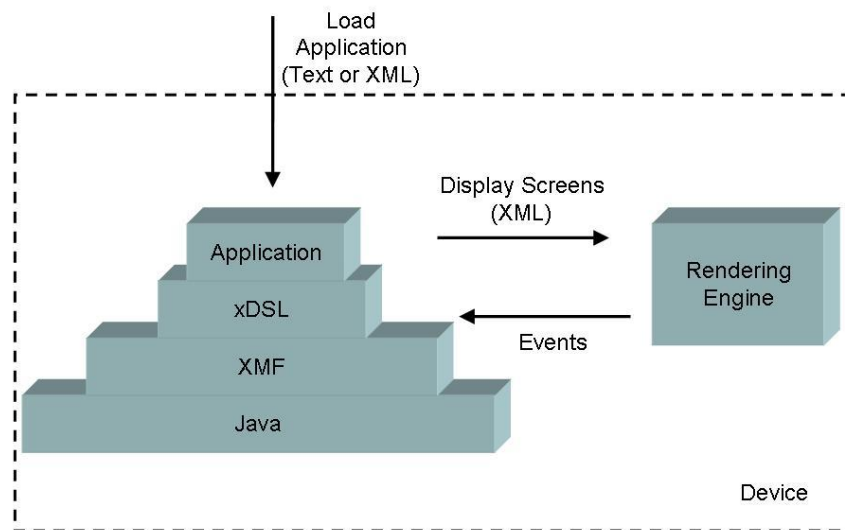 Load
Application
(Text or XML)
Display Screens
(XML)
Application
Rendering
Engine
xDSL
Events
XMF
Java
Device